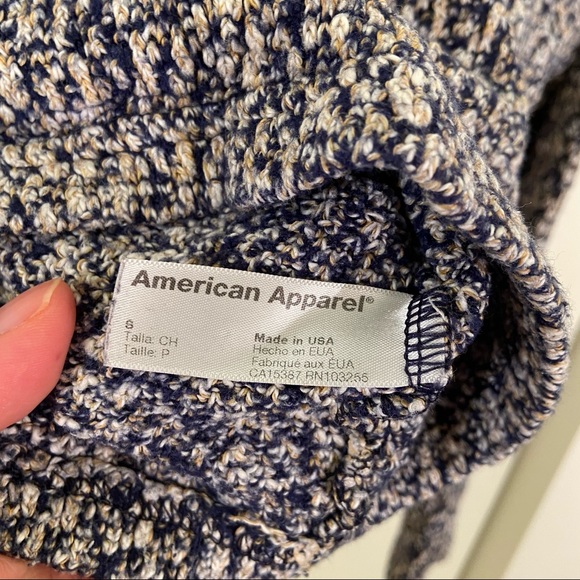 American Apparel®
S
Talla: CH
Taille: P
Made in USA
Hecho en EUA
Fabriqué aux ÉUA
CA15387 RN103255